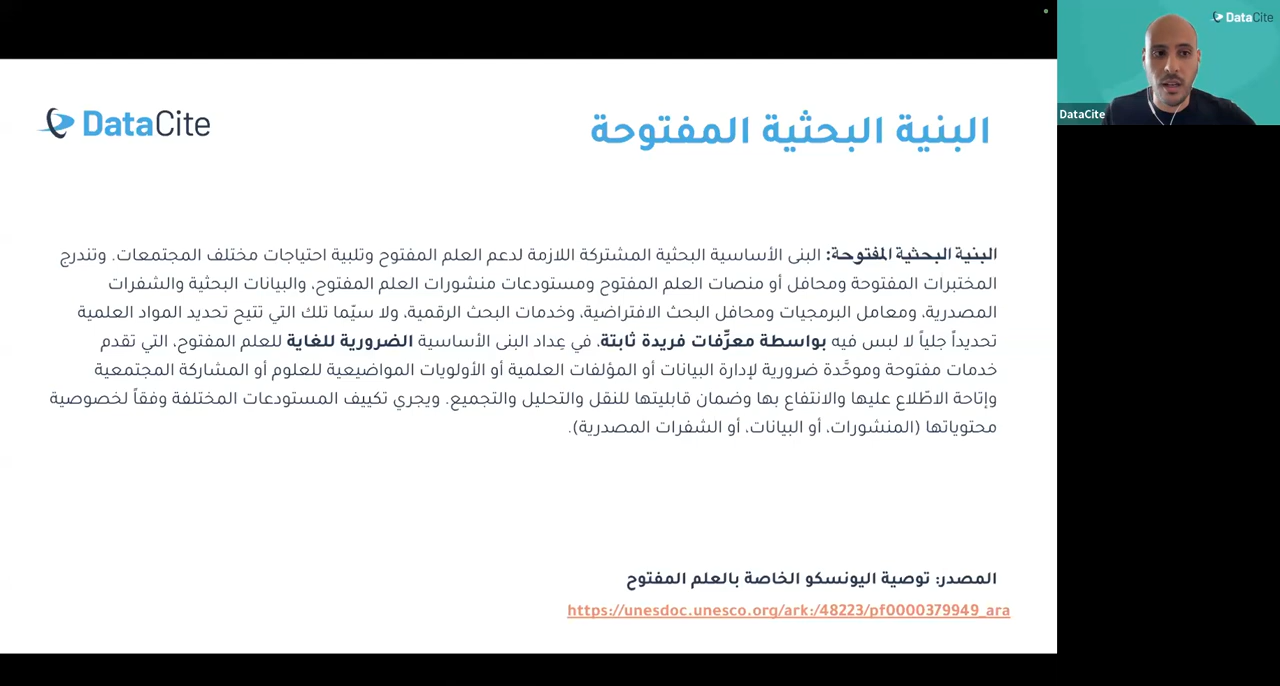 DataCite
البنية البحثية المفتوحة
البنية البحثية المفتوحة: البنى الأساسية البحثية المشتركة اللازمة لدعم العلم المفتوح وتلبية احتياجات مختلف المجتمعات. وتندرج
المختبرات المفتوحة ومحافل أو منصات العلم المفتوح ومستودعات منشورات العلم المفتوح، والبيانات البحثية والشفرات
المصدرية، ومعامل البرمجيات ومحافل البحث الافتراضية، وخدمات البحث الرقمية، ولا سيّما تلك التي تتيح تحديد المواد العلمية
تحديداً جلياً لا لبس فيه بواسطة معرِّفات فريدة ثابتة، في عِداد البنى الأساسية الضرورية للغاية للعلم المفتوح، التي تقدم
خدمات مفتوحة وموحَّدة ضرورية لإدارة البيانات أو المؤلفات العلمية أو الأولويات المواضيعية للعلوم أو المشاركة المجتمعية
وإتاحة الاطّلاع عليها والانتفاع بها وضمان قابليتها للنقل والتحليل والتجميع. ويجري تكييف المستودعات المختلفة وفقاً لخصوصية
محتوياتها (المنشورات، أو البيانات، أو الشفرات المصدرية).
المصدر: توصية اليونسكو الخاصة بالعلم المفتوح
https://unesdoc.unesco.org/ark:/48223/pf0000379949_ara
DataCite
DataCite